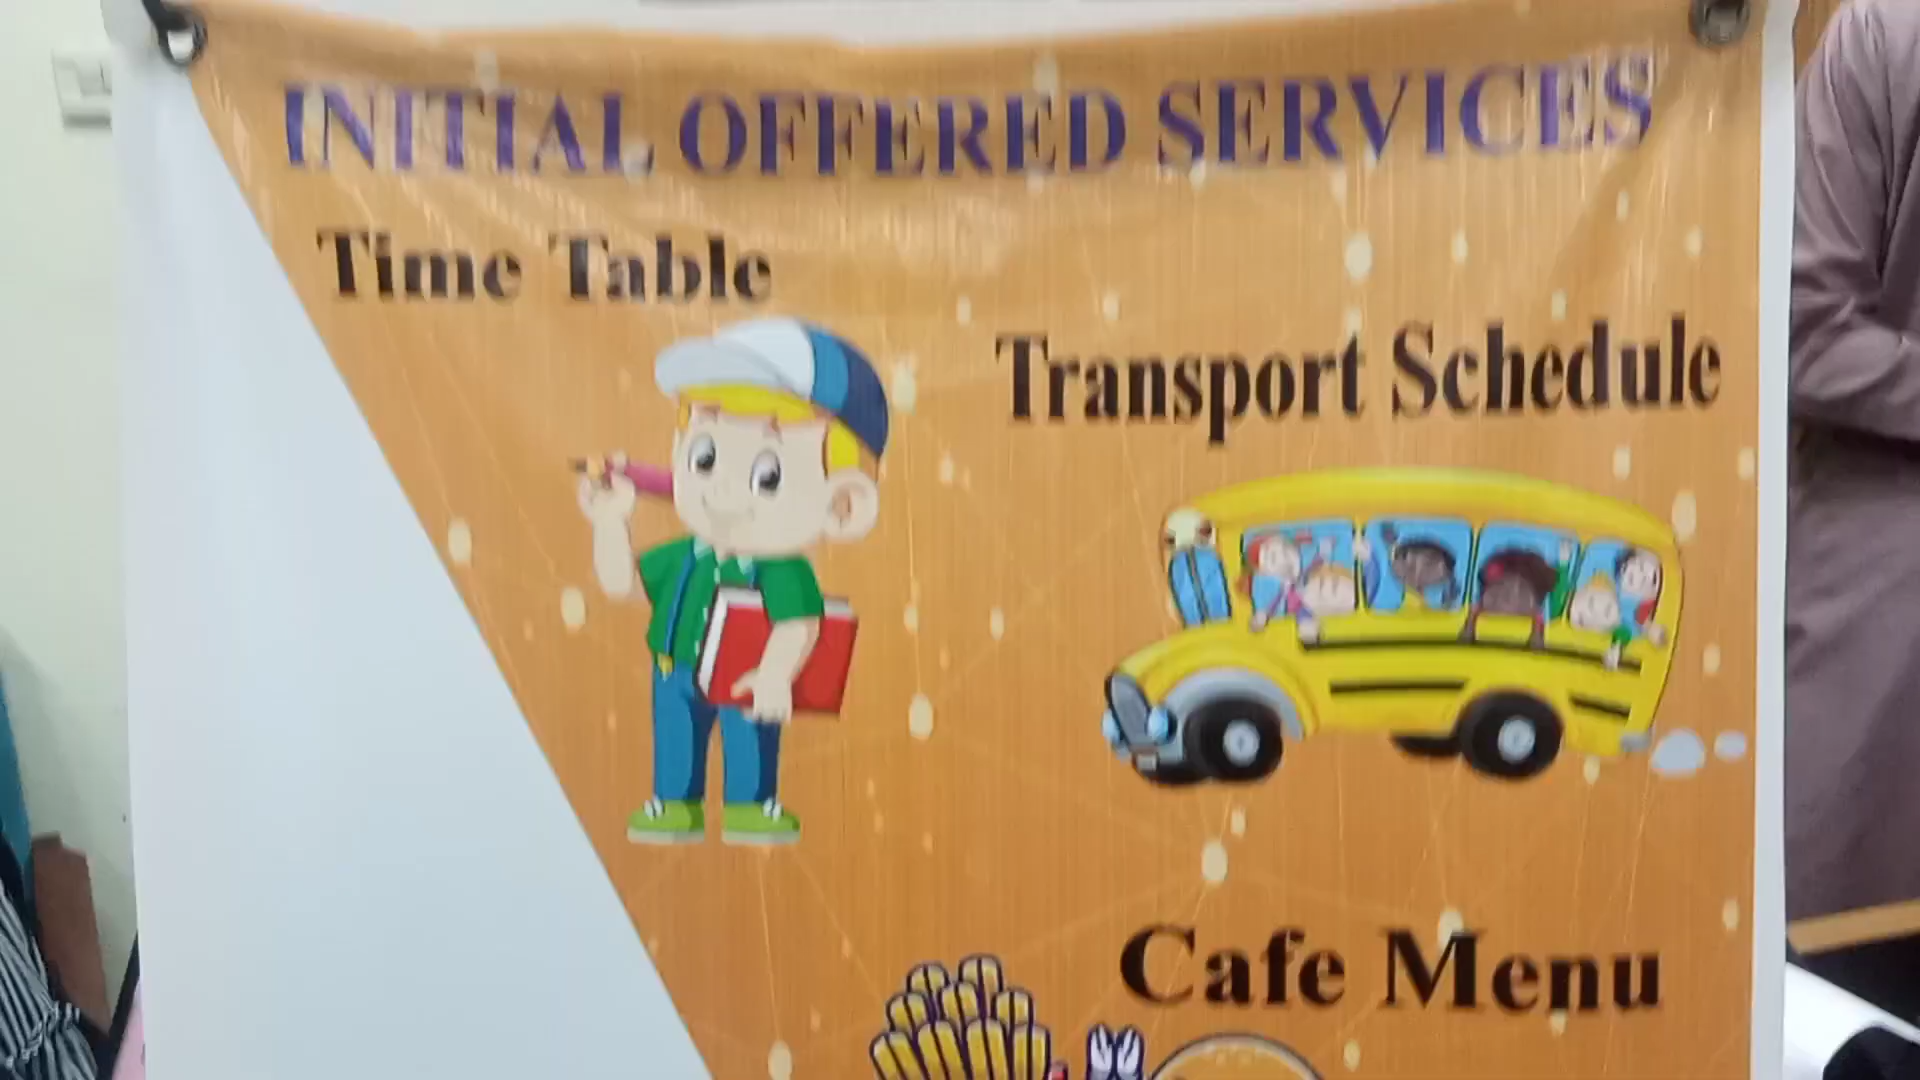 INITIAL OFFERED SERVICES
Time Table
Transport Schedule
Cafe Menu